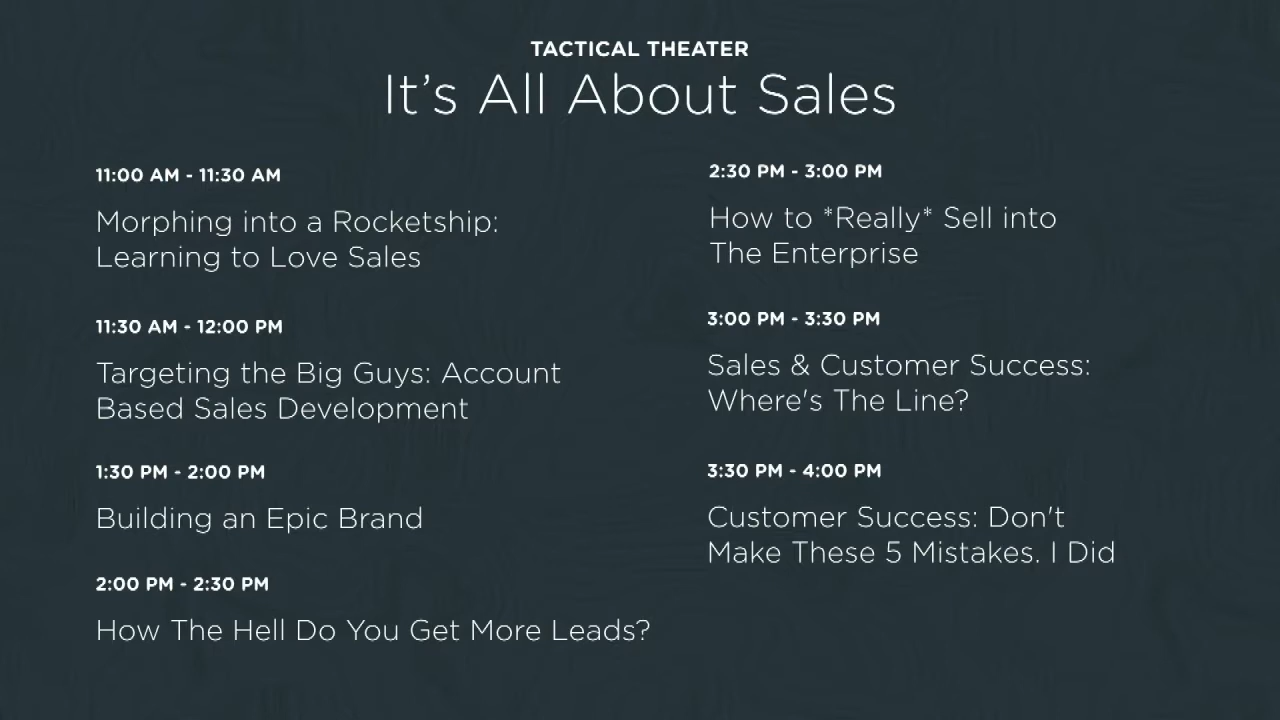 TACTICAL THEATER
It’s All About Sales
11:00 AM - 11:30 AM
Morphing into a Rocketship:
Learning to Love Sales
11:30 AM - 12:00 PM
Targeting the Big Guys: Account
Based Sales Development
1:30 PM - 2:00 PM
Building an Epic Brand
2:00 PM - 2:30 PM
How The Hell Do You Get More Leads?
2:30 PM - 3:00 PM
How to *Really* Sell into
The Enterprise
3:00 PM - 3:30 PM
Sales & Customer Success:
Where's The Line?
3:30 PM - 4:00 PM
Customer Success: Don't
Make These 5 Mistakes. I Did